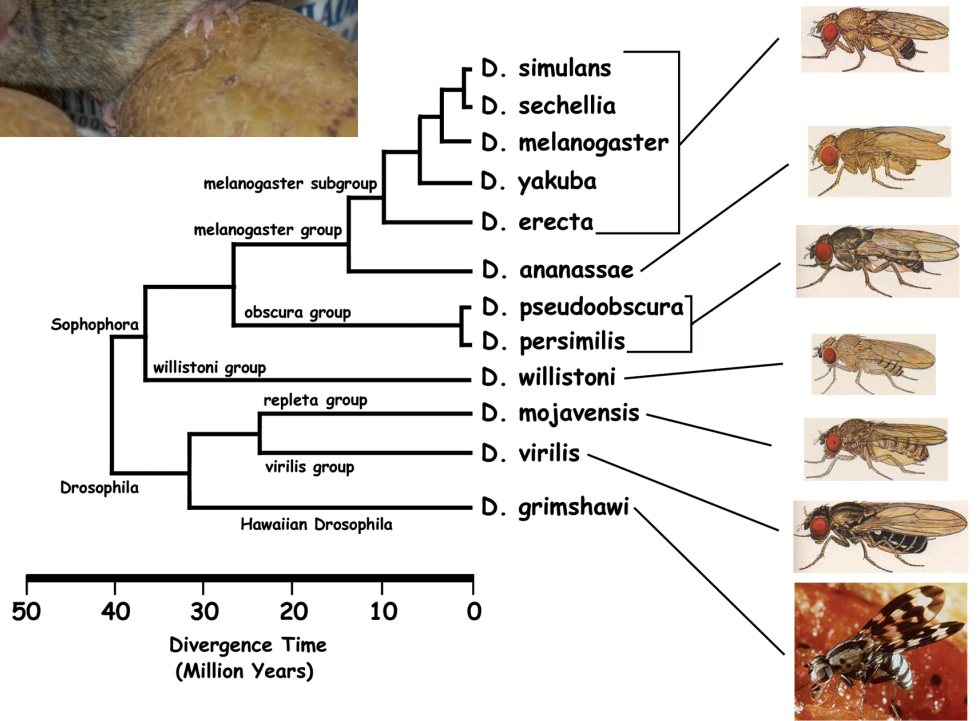 D. simulans
D. sechellia
D. melanogaster
D. yakuba
melanogaster subgroup
D. erecta
melanogaster group
D. ananassae
obscura group
D. pseudoobscura
Sophophora
D. persimilis
willistoni group
D. willistoni
repleta group
D. mojavensis
D. virilis
virilis group
Drosophila
D. grimshawi
Hawaiian Drosophila
50 40 30 20 10 0
Divergence Time
(Million Years)